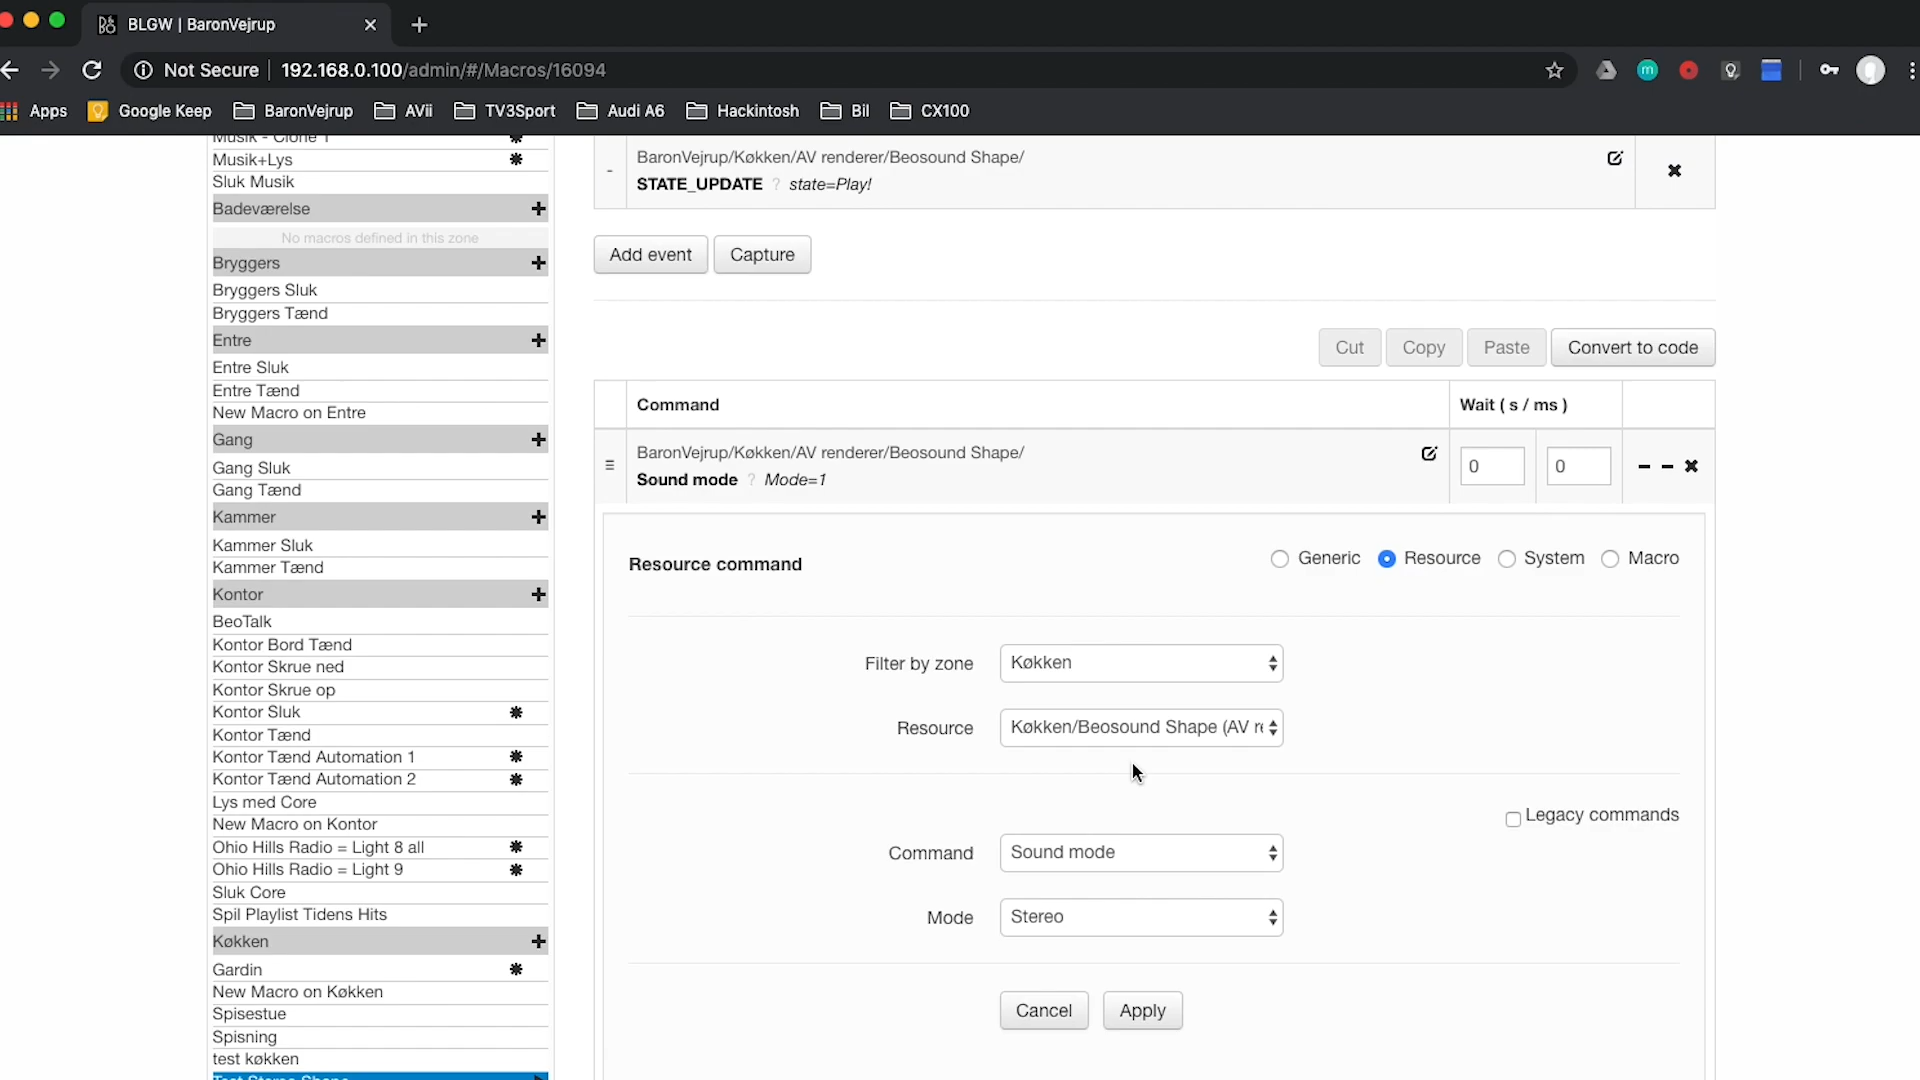 BLGW | BaronVejrup
Not Secure 192.168.0.100/admin/#/Macros/16094
Apps Google Keep BaronVejrup AVii TV3Sport Audi A6 Hackintosh Bil CX100
Musik - Clone 1
Musik+Lys
Sluk Musik
Badeværelse
No macros defined in this zone
Bryggers
Bryggers Sluk
Bryggers Tænd
Entre
Entre Sluk
Entre Tænd
New Macro on Entre
Gang
Gang Sluk
Gang Tænd
Kammer
Kammer Sluk
Kammer Tænd
Kontor
BeoTalk
Kontor Bord Tænd
Kontor Skrue ned
Kontor Skrue op
Kontor Sluk
Kontor Tænd
Kontor Tænd Automation 1
Kontor Tænd Automation 2
Lys med Core
New Macro on Kontor
Ohio Hills Radio = Light 8 all
Ohio Hills Radio = Light 9
Sluk Core
Spil Playlist Tidens Hits
Køkken
Gardin
New Macro on Køkken
Spisestue
Spisning
test køkken
Test Stereo Shape
BaronVejrup/Køkken/AV renderer/Beosound Shape/
- STATE_UPDATE ? state=Play!
Add event Capture
Cut Copy Paste Convert to code
Command Wait ( s / ms )
BaronVejrup/Køkken/AV renderer/Beosound Shape/
Sound mode ? Mode=1 0 0
Resource command Generic Resource System Macro
Filter by zone Køkken
Resource Køkken/Beosound Shape (AV re
Legacy commands
Command Sound mode
Mode Stereo
Cancel Apply